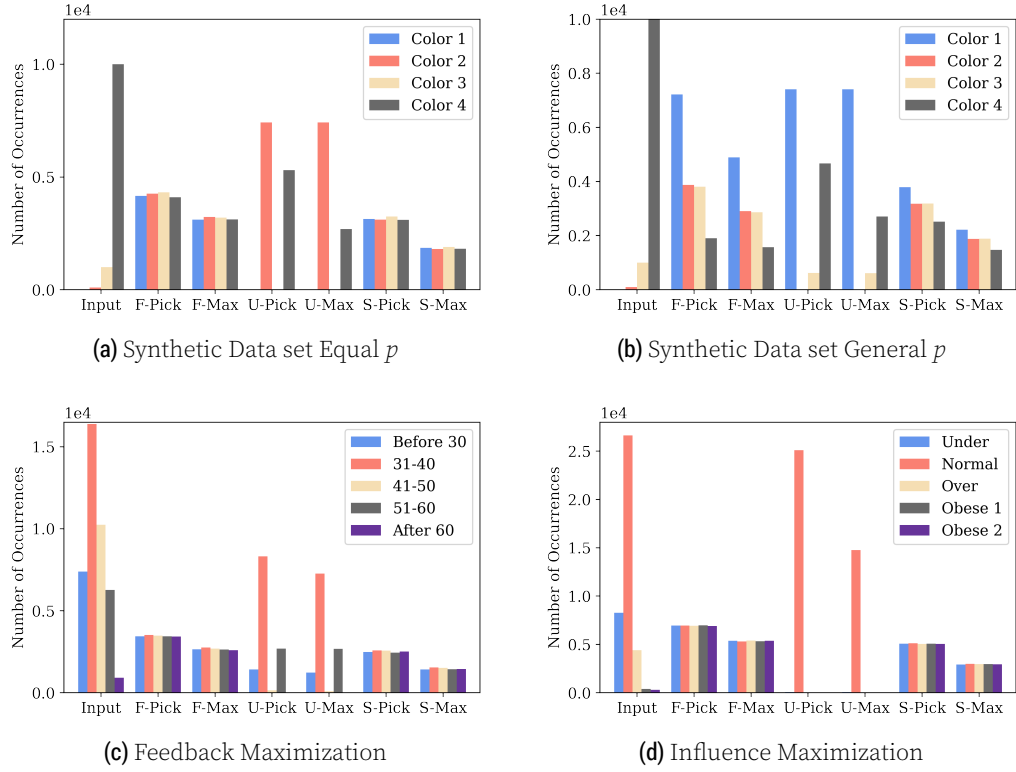 1e4
Number of Occurrences
1.0
0.5
0.0
Color 1
Color 2
Color 3
Color 4
Input F-Pick F-Max U-Pick U-Max S-Pick S-Max
(a) Synthetic Data set Equal p
1e4
Number of Occurrences
1.0
0.8
0.6
0.4
0.2
0.0
Color 1
Color 2
Color 3
Color 4
Input F-Pick F-Max U-Pick U-Max S-Pick S-Max
(b) Synthetic Data set General p
1e4
Number of Occurrences
1.5
1.0
0.5
0.0
Before 30
31-40
41-50
51-60
After 60
Input F-Pick F-Max U-Pick U-Max S-Pick S-Max
(c) Feedback Maximization
1e4
Number of Occurrences
2.5
2.0
1.5
1.0
0.5
0.0
Under
Normal
Over
Obese 1
Obese 2
Input F-Pick F-Max U-Pick U-Max S-Pick S-Max
(d) Influence Maximization